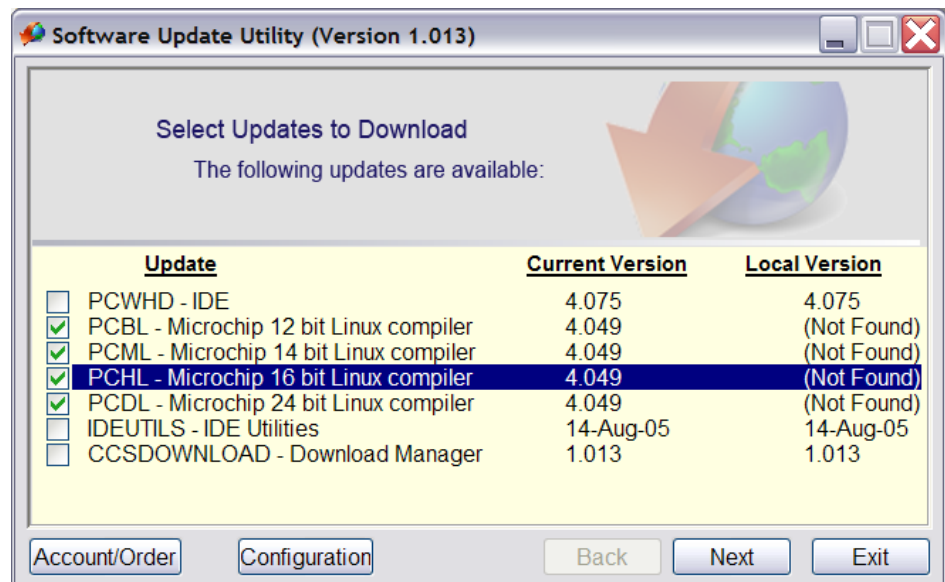 Software Update Utility (Version 1.013)
Select Updates to Download
The following updates are available:
Update Current Version Local Version
PCWHD - IDE 4.075 4.075
PCBL - Microchip 12 bit Linux compiler 4.049 (Not Found)
PCML - Microchip 14 bit Linux compiler 4.049 (Not Found)
PCHL - Microchip 16 bit Linux compiler 4.049 (Not Found)
PCDL - Microchip 24 bit Linux compiler 4.049 (Not Found)
IDEUTILS - IDE Utilities 14-Aug-05 14-Aug-05
CCSDOWNLOAD - Download Manager 1.013 1.013
Account/Order Configuration Back Next Exit